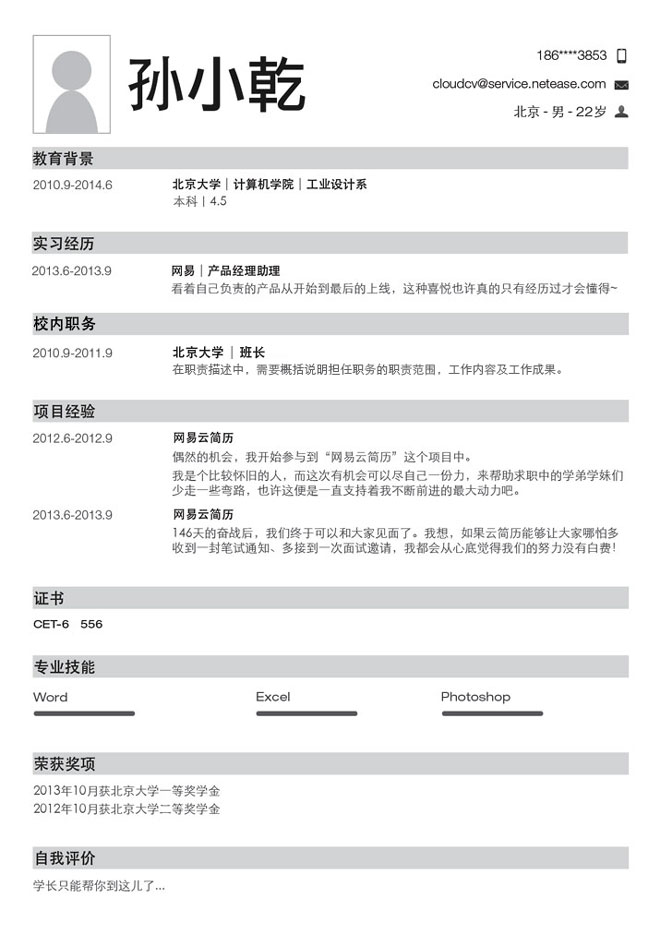 孙小乾
186****3853
cloudcv@service.netease.com
北京 - 男 - 22岁
教育背景
2010.9-2014.6 北京大学 | 计算机学院 | 工业设计系
本科 | 4.5
实习经历
2013.6-2013.9 网易 | 产品经理助理
看着自己负责的产品从开始到最后的上线，这种喜悦也许真的只有经历过才会懂得~
校内职务
2010.9-2011.9 北京大学 | 班长
在职责描述中，需要概括说明担任职务的职责范围，工作内容及工作成果。
项目经验
2012.6-2012.9 网易云简历
偶然的机会，我开始参与到“网易云简历”这个项目中。
我是个比较怀旧的人，而这次有机会可以尽自己一份力，来帮助求职中的学弟学妹们
少走一些弯路，也许这便是一直支持着我不断前进的最大动力吧。
2013.6-2013.9 网易云简历
146天的奋战后，我们终于可以和大家见面了。我想，如果云简历能够让大家哪怕多
收到一封笔试通知、多接到一次面试邀请，我都会从心底觉得我们的努力没有白费！
证书
CET-6 556
专业技能
Word Excel Photoshop
荣获奖项
2013年10月获北京大学一等奖学金
2012年10月获北京大学二等奖学金
自我评价
学长只能帮你到这儿了...